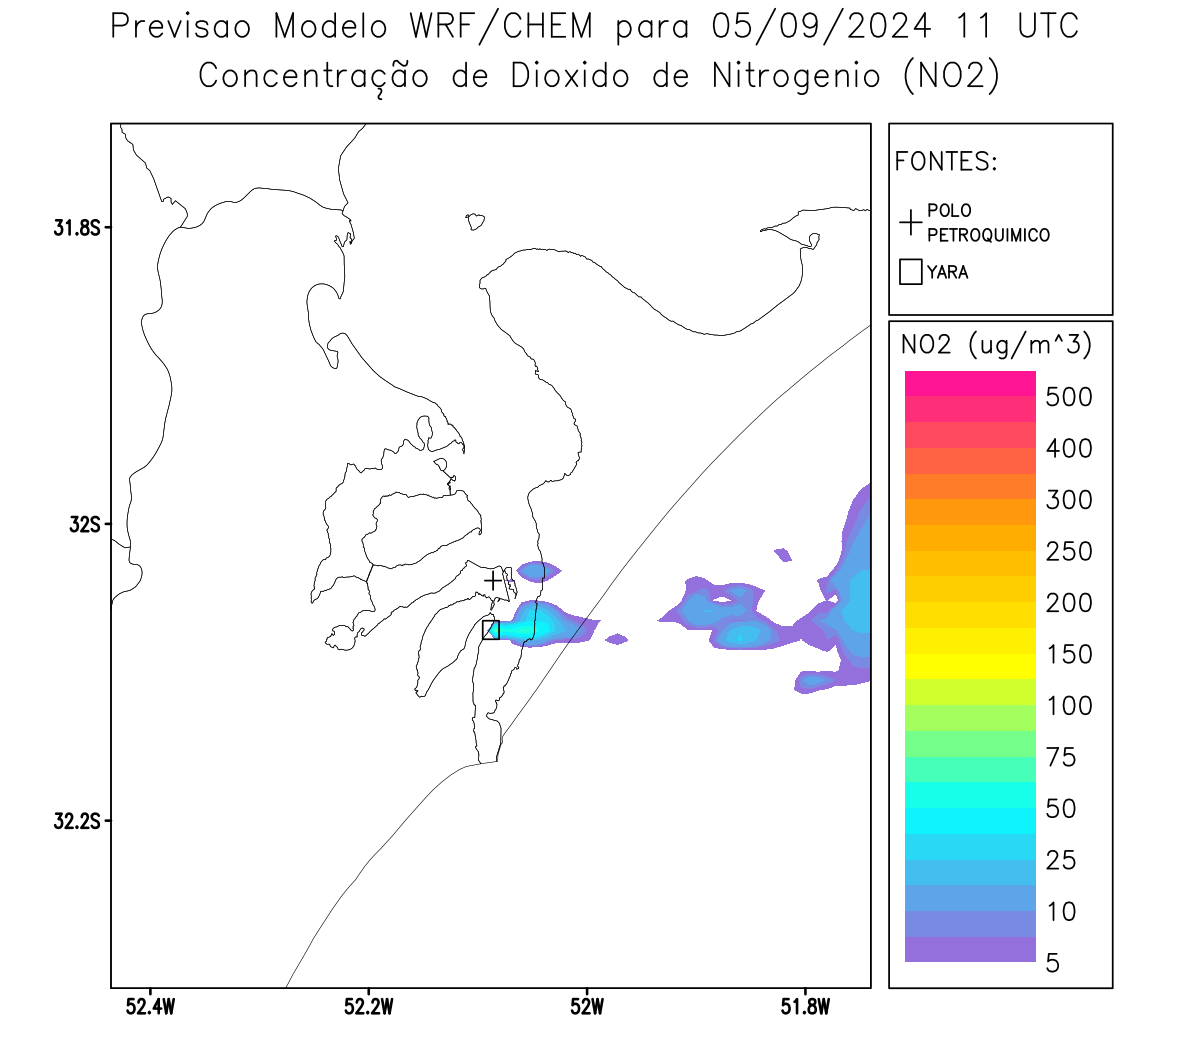 Previsao Modelo WRF/CHEM para 05/09/2024 11 UTC
Concentração de Dioxido de Nitrogenio (NO2)
FONTES:
POLO
PETROQUIMICO
YARA
NO2 (ug/m^3)
500
400
300
250
200
150
100
75
50
25
10
5
31.8S
32S
32.2S
52.4W
52.2W
52W
51.8W